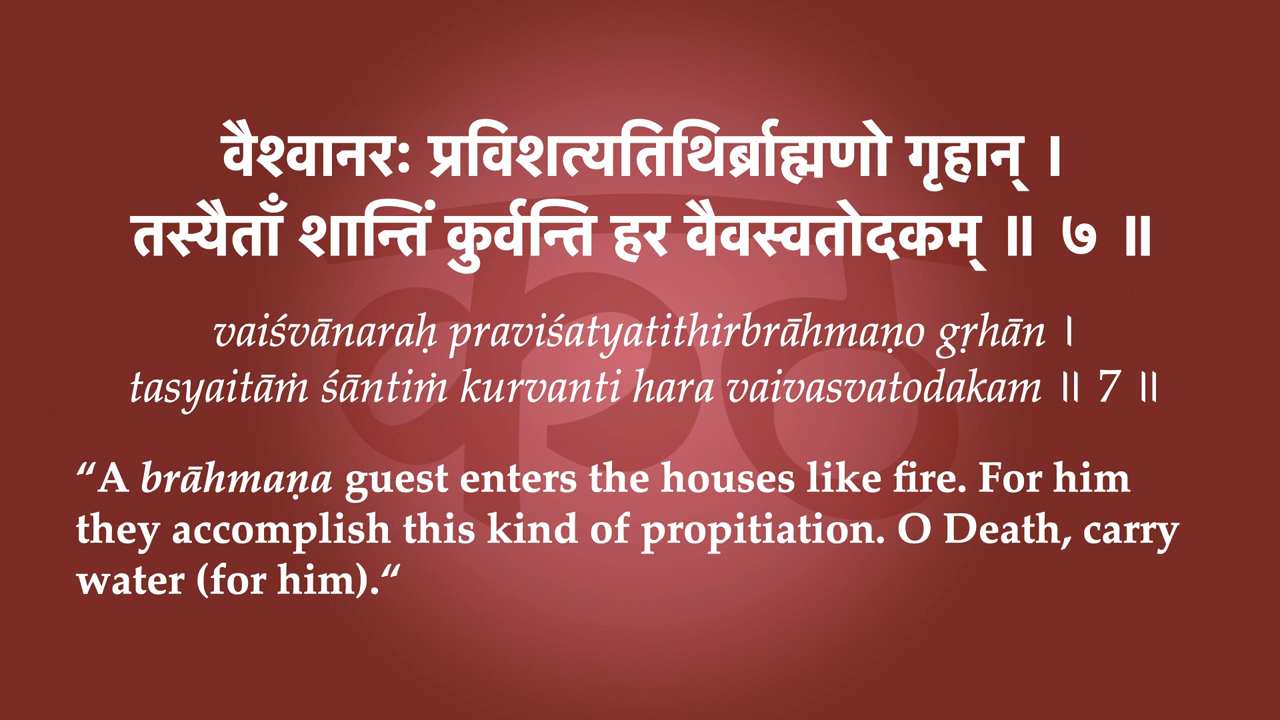 वैश्वानरः प्रविशत्यतिथिर्ब्राह्मणो गृहान् ।
तस्यैताँ शान्तिं कुर्वन्ति हर वैवस्वतोदकम् ॥ ७ ॥
vaiśvānaraḥ praviśatyatithirbrāhmaṇo gṛhān ।
tasyaitāṁ śāntiṁ kurvanti hara vaivasvatodakam ॥ 7 ॥
“A brāhmaṇa guest enters the houses like fire. For him
they accomplish this kind of propitiation. O Death, carry
water (for him).“
कठ